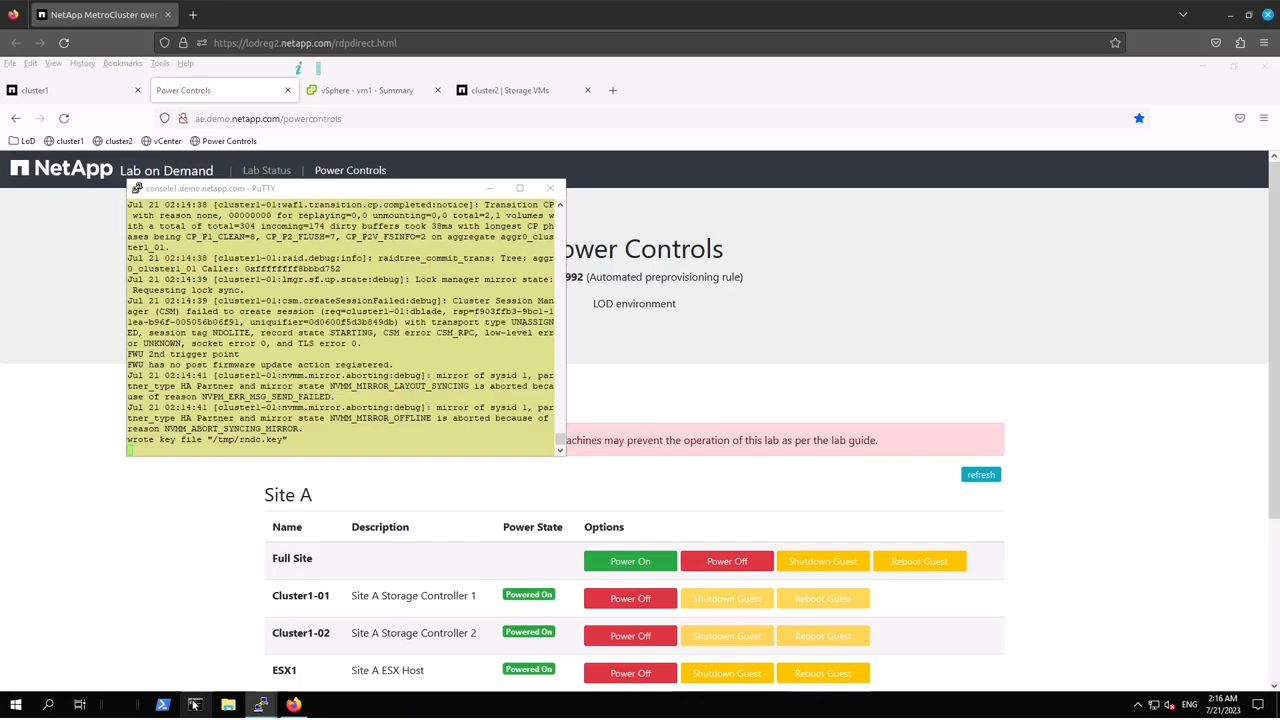 NetApp MetroCluster over
https://lodreg2.netapp.com/rdpdirect.html
File Edit View History Bookmarks Tools Help
cluster1
Power Controls
vSphere - vm1 - Summary
cluster2 | Storage VMs
ae.demo.netapp.com/powercontrols
LoD cluster1 cluster2 vCenter Power Controls
NetApp Lab on Demand | Lab Status | Power Controls
console1.demo.netapp.com - PuTTY
Jul 21 02:14:38 [cluster1-01:wafl.transition.cp.completed:notice]: Transition CP
with reason none, 00000000 for replaying=0,0 unmounting=0,0 total=2,1 volumes w
ith a total of total=304 incoming=174 dirty buffers took 38ms with longest CP ph
ases being CP_P1_CLEAN=8, CP_P2_FLUSH=7, CP_P2V_FSINFO=2 on aggregate aggr0_clus
ter1_01.
Jul 21 02:14:38 [cluster1-01:raid.debug:info]: raidtree_commit_trans: Tree: aggr
0_cluster1_01 Caller: 0xffffffff8bbbd752
Jul 21 02:14:39 [cluster1-01:lmgr.sf.up.state:debug]: Lock manager mirror state:
Requesting lock sync.
Jul 21 02:14:39 [cluster1-01:csm.createSessionFailed:debug]: Cluster Session Man
ager (CSM) failed to create session (req=cluster1-01:dblade, rsp=f903ffb3-9bc1-1
1ea-b96f-005056b06f91, uniquifier=0d0600f5d3b849db) with transport type UNASSIGN
ED, session tag NDOLITE, record state STARTING, CSM error CSM_RPC, low-level err
or UNKNOWN, socket error 0, and TLS error 0.
FWU 2nd trigger point
FWU has no post firmware update action registered.
Jul 21 02:14:41 [cluster1-01:nvmm.mirror.aborting:debug]: mirror of sysid 1, par
tner_type HA Partner and mirror state NVMM_MIRROR_LAYOUT_SYNCING is aborted beca
use of reason NVPM_ERR_MSG_SEND_FAILED.
Jul 21 02:14:41 [cluster1-01:nvmm.mirror.aborting:debug]: mirror of sysid 1, par
tner_type HA Partner and mirror state NVMM_MIRROR_OFFLINE is aborted because of
reason NVMM_ABORT_SYNCING_MIRROR.
wrote key file "/tmp/rndc.key"
ower Controls
992 (Automated preprovisioning rule)
LOD environment
achines may prevent the operation of this lab as per the lab guide.
refresh
Site A
Name Description Power State Options
Full Site Power On Power Off Shutdown Guest Reboot Guest
Cluster1-01 Site A Storage Controller 1 Powered On Power Off Shutdown Guest Reboot Guest
Cluster1-02 Site A Storage Controller 2 Powered On Power Off Shutdown Guest Reboot Guest
ESX1 Site A ESX Host Powered On Power Off Shutdown Guest Reboot Guest
ENG
2:16 AM
7/21/2023